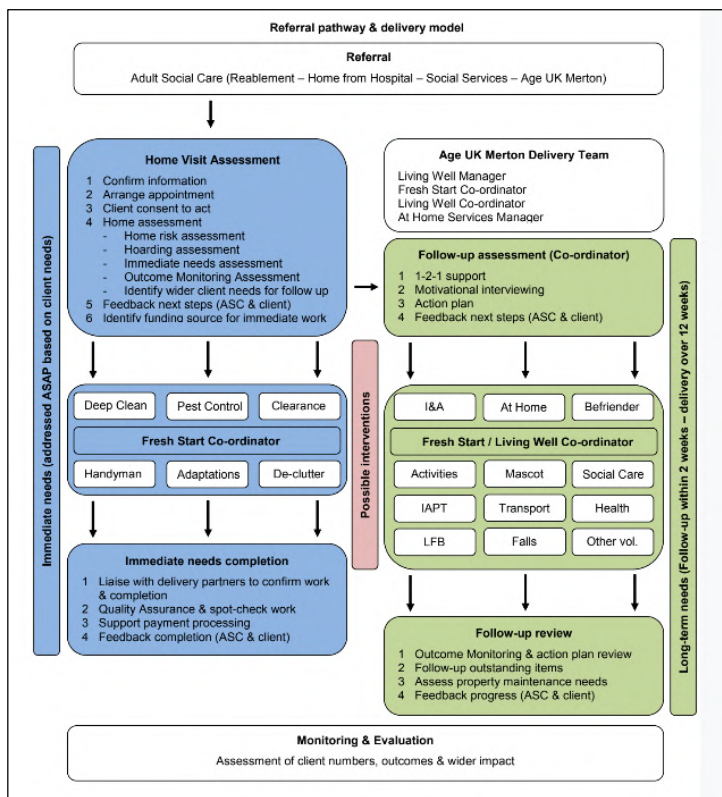 Referral pathway & delivery model
Referral
Adult Social Care (Reablement – Home from Hospital – Social Services – Age UK Merton)
Immediate needs (addressed ASAP based on client needs)
Home Visit Assessment
1 Confirm information
2 Arrange appointment
3 Client consent to act
4 Home assessment
- Home risk assessment
- Hoarding assessment
- Immediate needs assessment
- Outcome Monitoring Assessment
- Identify wider client needs for follow up
5 Feedback next steps (ASC & client)
6 Identify funding source for immediate work
Deep Clean
Pest Control
Clearance
Fresh Start Co-ordinator
Handyman
Adaptations
De-clutter
Immediate needs completion
1 Liaise with delivery partners to confirm work
& completion
2 Quality Assurance & spot-check work
3 Support payment processing
4 Feedback completion (ASC & client)
Possible interventions
Age UK Merton Delivery Team
Living Well Manager
Fresh Start Co-ordinator
Living Well Co-ordinator
At Home Services Manager
Follow-up assessment (Co-ordinator)
1 1-2-1 support
2 Motivational interviewing
3 Action plan
4 Feedback next steps (ASC & client)
I&A
At Home
Befriender
Fresh Start / Living Well Co-ordinator
Activities
Mascot
Social Care
IAPT
Transport
Health
LFB
Falls
Other vol.
Follow-up review
1 Outcome Monitoring & action plan review
2 Follow-up outstanding items
3 Assess property maintenance needs
4 Feedback progress (ASC & client)
Long-term needs (Follow-up within 2 weeks – delivery over 12 weeks)
Monitoring & Evaluation
Assessment of client numbers, outcomes & wider impact